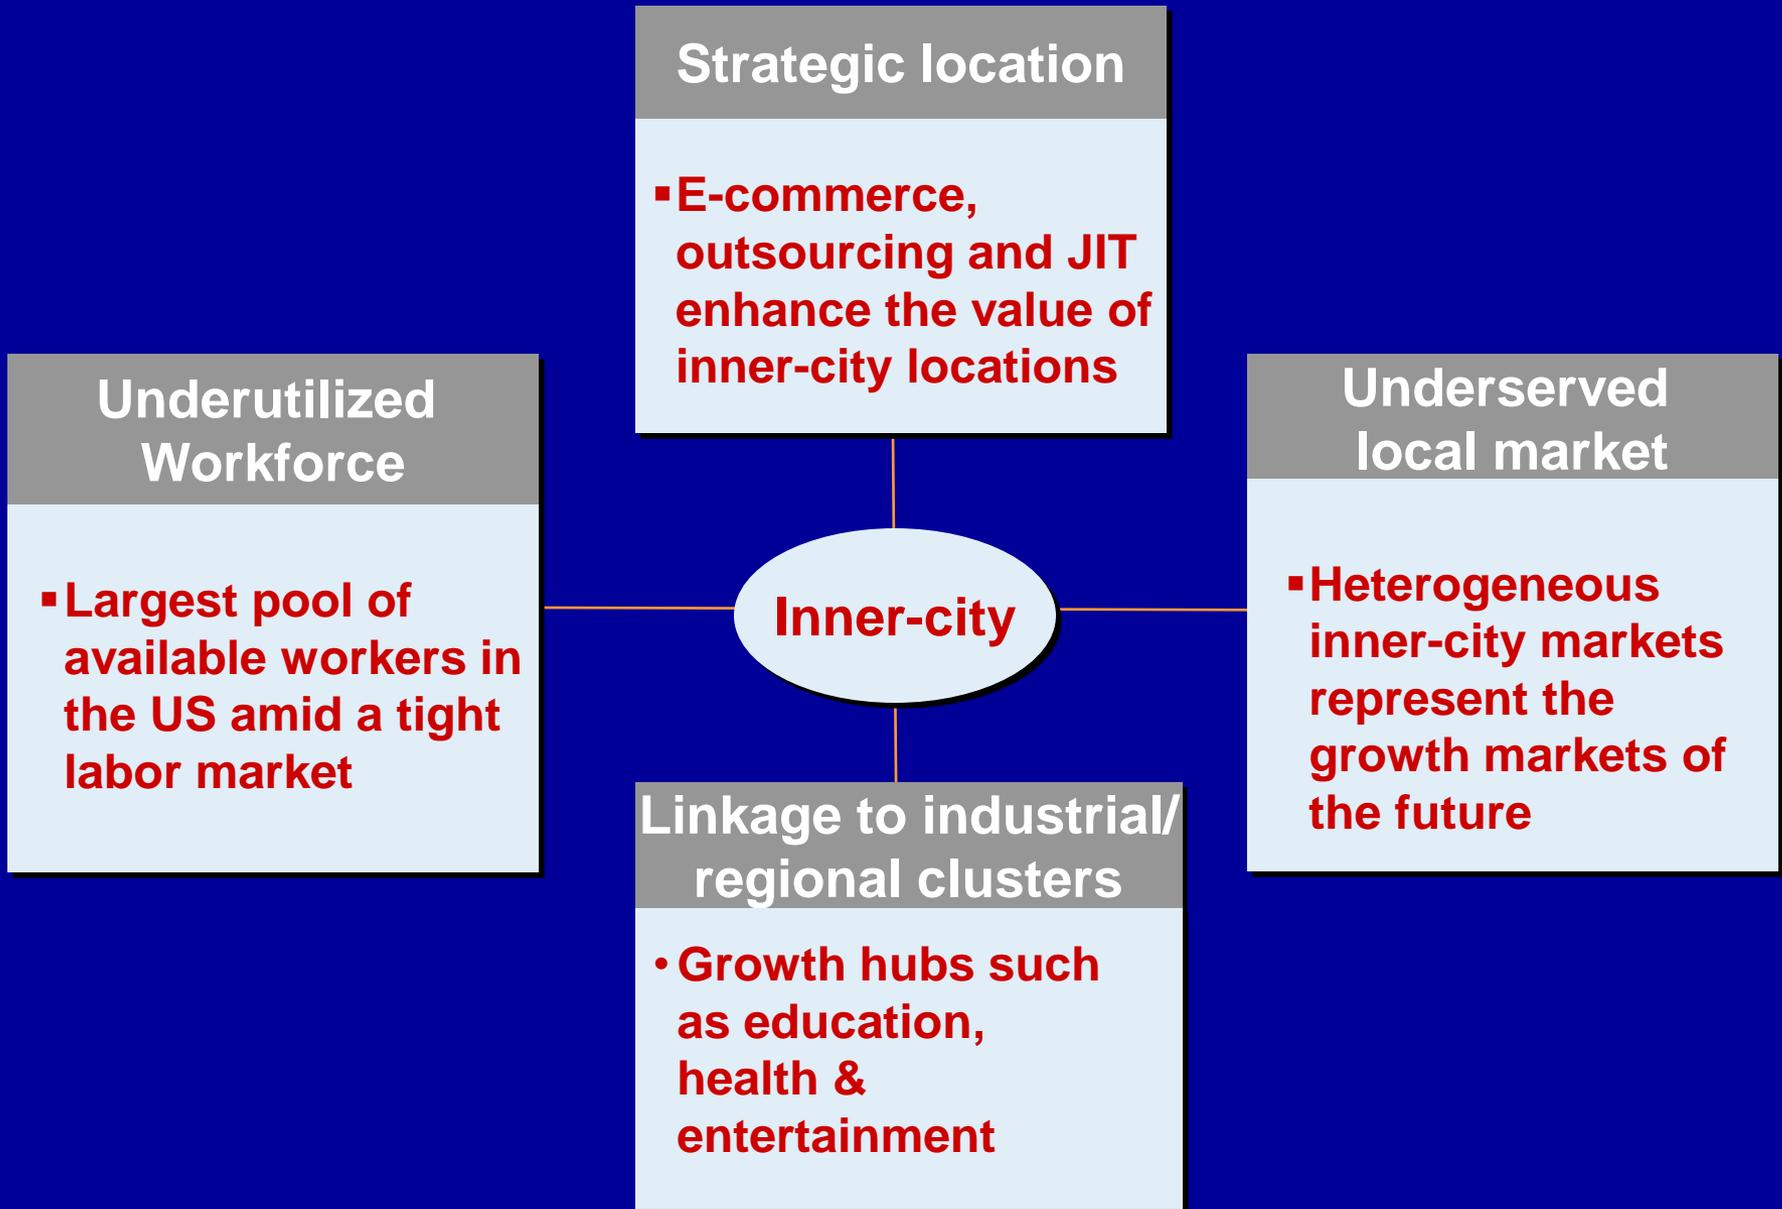 Strategic location
▪E-commerce,
outsourcing and JIT
enhance the value of
inner-city locations
Underutilized
Workforce
▪Largest pool of
available workers in
the US amid a tight
labor market
Inner-city
Underserved
local market
▪Heterogeneous
inner-city markets
represent the
growth markets of
the future
Linkage to industrial/
regional clusters
• Growth hubs such
as education,
health &
entertainment